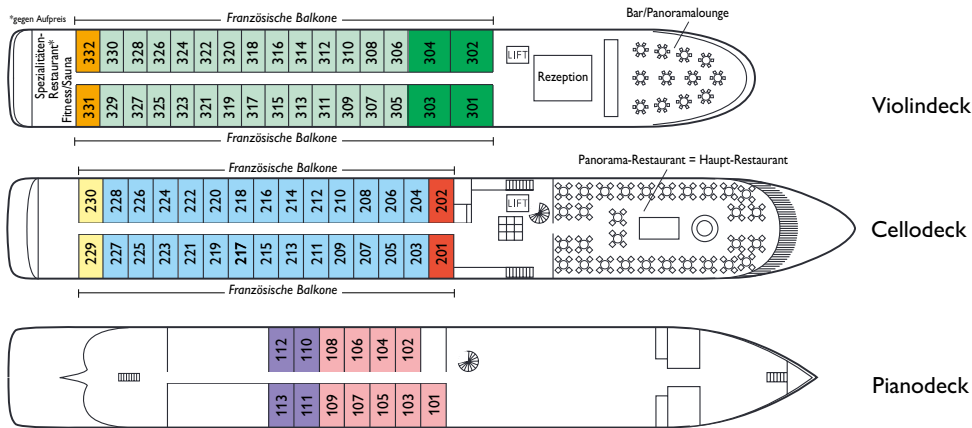 *gegen Aufpreis
Französische Balkone
Bar/Panoramalounge
Spezialitäten-
Restaurant*
Fitness/Sauna
332 330 328 326 324 322 320 318 316 314 312 310 308 306 304 302
LIFT
Rezeption
331 329 327 325 323 321 319 317 315 313 311 309 307 305 303 301
Violindeck
Französische Balkone
Französische Balkone
Panorama-Restaurant = Haupt-Restaurant
230 228 226 224 222 220 218 216 214 212 210 208 206 204 202
LIFT
Cellodeck
229 227 225 223 221 219 217 215 213 211 209 207 205 203 201
Französische Balkone
112 110 108 106 104 102
Pianodeck
113 111 109 107 105 103 101